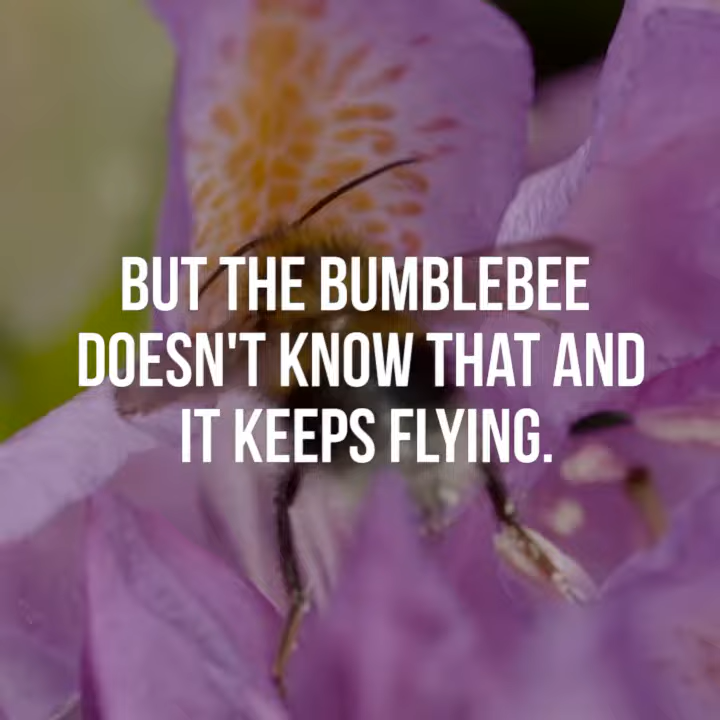 BUT THE BUMBLEBEE
DOESN'T KNOW THAT AND
IT KEEPS FLYING.